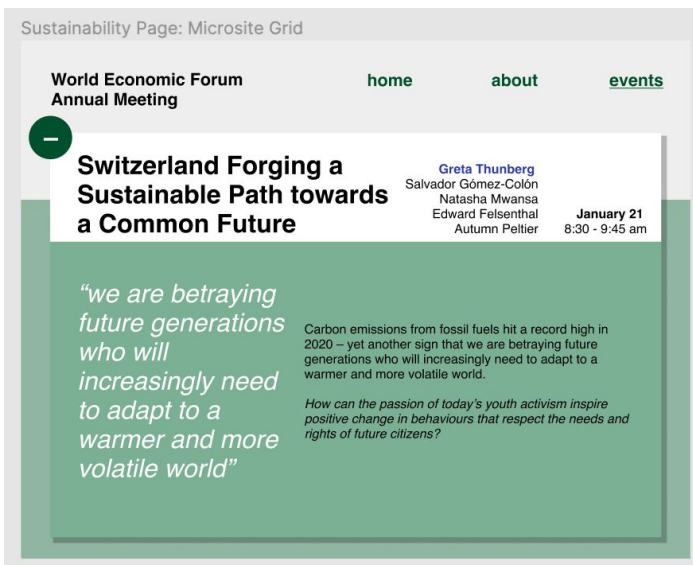 Sustainability Page: Microsite Grid
World Economic Forum
Annual Meeting
home about events
–
Switzerland Forging a
Sustainable Path towards
a Common Future
Greta Thunberg
Salvador Gómez-Colón
Natasha Mwansa
Edward Felsenthal
Autumn Peltier
January 21
8:30 - 9:45 am
“we are betraying
future generations
who will
increasingly need
to adapt to a
warmer and more
volatile world”
Carbon emissions from fossil fuels hit a record high in
2020 – yet another sign that we are betraying future
generations who will increasingly need to adapt to a
warmer and more volatile world.
How can the passion of today’s youth activism inspire
positive change in behaviours that respect the needs and
rights of future citizens?